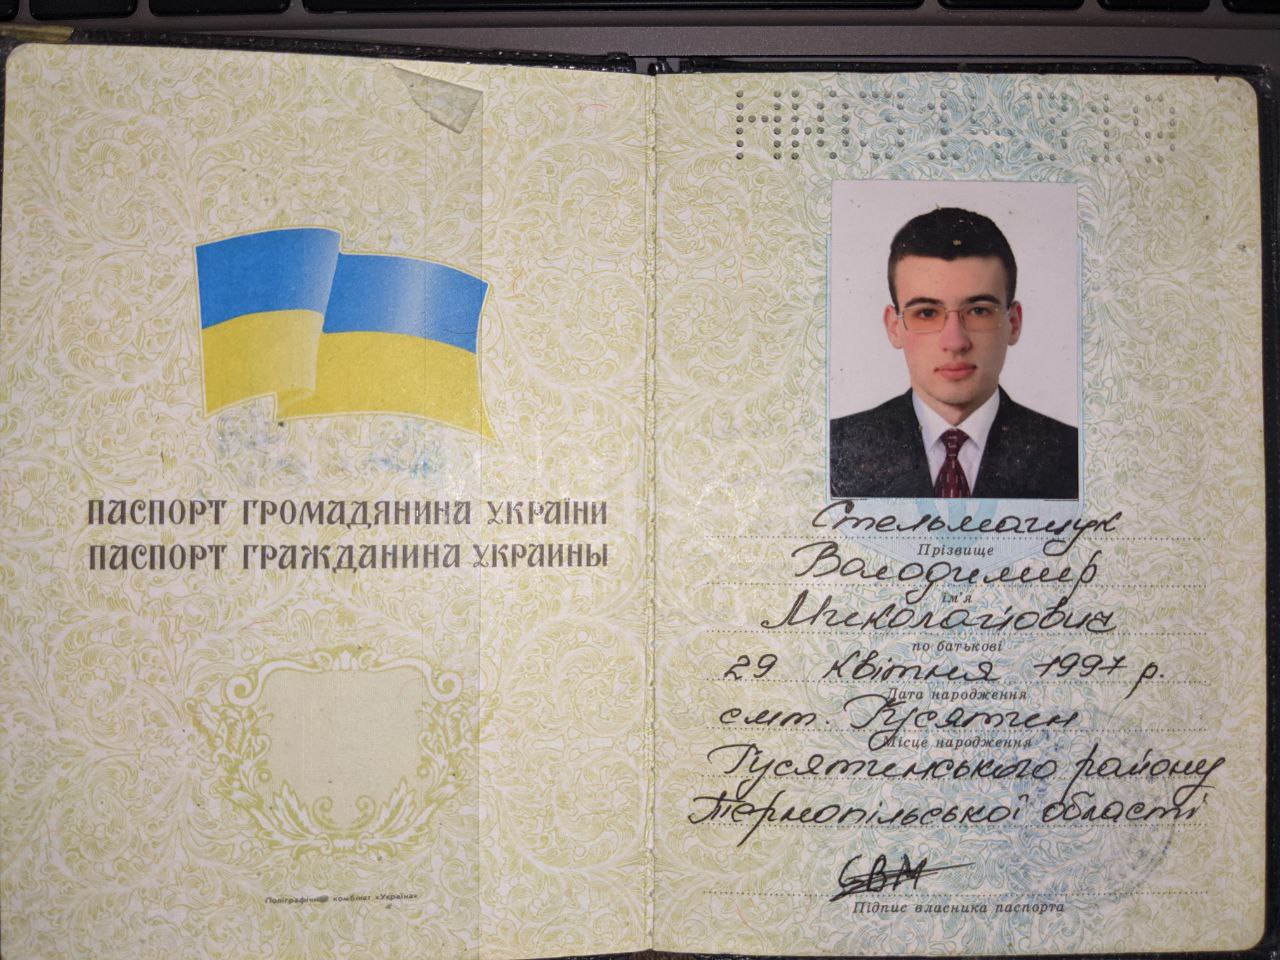 ПАСПОРТ ГРОМАДЯНИНА УКРАЇНИ
ПАСПОРТ ГРАЖДАНИНА УКРАИНЫ
Поліграфічний комбінат «Україна»
Стельмащук
Прізвище
Володимир
ім'я
Миколайович
по батькові
29 квітня 1997 р.
Дата народження
смт. Гусятин
Місце народження
Гусятинського району
Тернопільської області
СВМ
Підпис власника паспорта